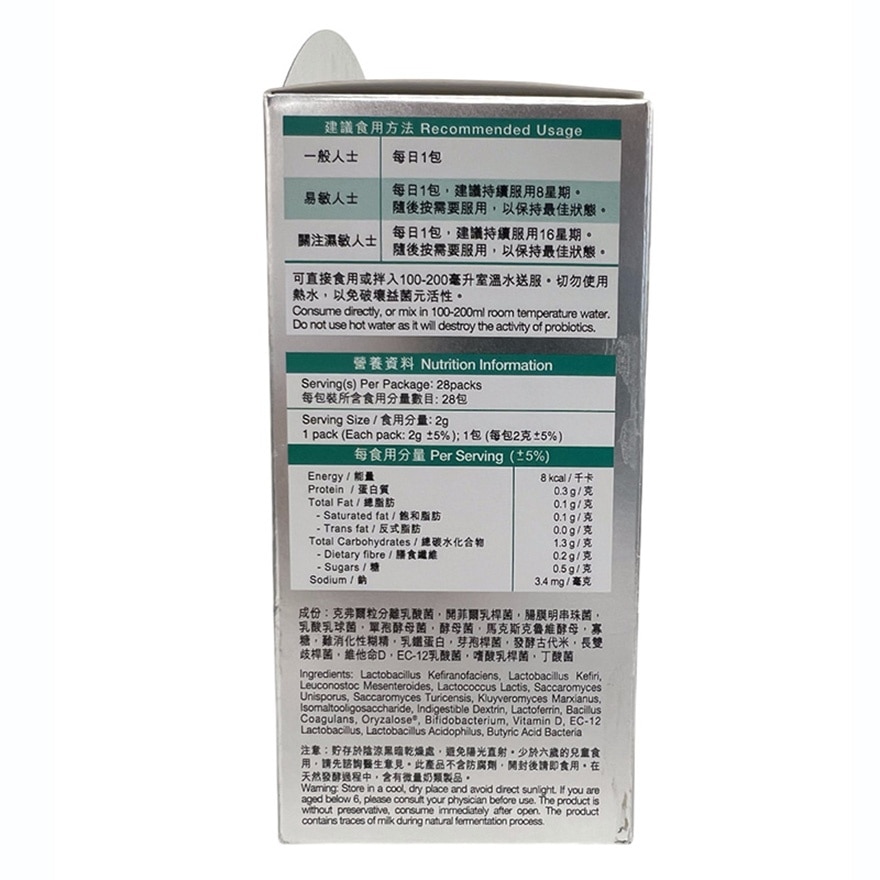 建議食用方法 Recommended Usage
一般人士 每日1包
易敏人士 每日1包，建議持續服用8星期。
隨後按需要服用，以保持最佳狀態。
關注濕敏人士 每日1包，建議持續服用16星期。
隨後按需要服用，以保持最佳狀態。
可直接食用或拌入100-200毫升室溫水送服。切勿使用
熱水，以免破壞益菌元活性。
Consume directly, or mix in 100-200ml room temperature water.
Do not use hot water as it will destroy the activity of probiotics.
營養資料 Nutrition Information
Serving(s) Per Package: 28packs
每包裝所含食用分量數目: 28包
Serving Size / 食用分量: 2g
1 pack (Each pack: 2g ±5%); 1包 (每包2克±5%)
每食用分量 Per Serving (±5%)
Energy / 能量 8 kcal / 千卡
Protein / 蛋白質 0.3 g / 克
Total Fat / 總脂肪 0.1 g / 克
- Saturated fat / 飽和脂肪 0.1 g / 克
- Trans fat / 反式脂肪 0.0 g / 克
Total Carbohydrates / 總碳水化合物 1.3 g / 克
- Dietary fibre / 膳食纖維 0.2 g / 克
- Sugars / 糖 0.5 g / 克
Sodium / 鈉 3.4 mg / 毫克
成份：克弗爾粒分離乳酸菌，開菲爾乳桿菌，腸膜明串珠菌，
乳酸乳球菌，單孢酵母菌，酵母菌，馬克斯克魯維酵母，寡
糖，難消化性糊精，乳鐵蛋白，芽孢桿菌，發酵古代米，長雙
歧桿菌，維他命D，EC-12乳酸菌，嗜酸乳桿菌，丁酸菌
Ingredients: Lactobacillus Kefiranofaciens, Lactobacillus Kefiri,
Leuconostoc Mesenteroides, Lactococcus Lactis, Saccaromyces
Unisporus, Saccaromyces Turicensis, Kluyveromyces Marxianus,
Isomaltooligosaccharide, Indigestible Dextrin, Lactoferrin, Bacillus
Coagulans, Oryzalose®, Bifidobacterium, Vitamin D, EC-12
Lactobacillus, Lactobacillus Acidophilus, Butyric Acid Bacteria
注意：貯存於陰涼黑暗乾燥處，避免陽光直射。少於六歲的兒童食
用，請先諮詢醫生意見。此產品不含防腐劑，開封後請即食用。在
天然發酵過程中，含有微量奶類製品。
Warning: Store in a cool, dry place and avoid direct sunlight. If you are
aged below 6, please consult your physician before use. The product is
without preservative, consume immediately after open. The product
contains traces of milk during natural fermentation process.